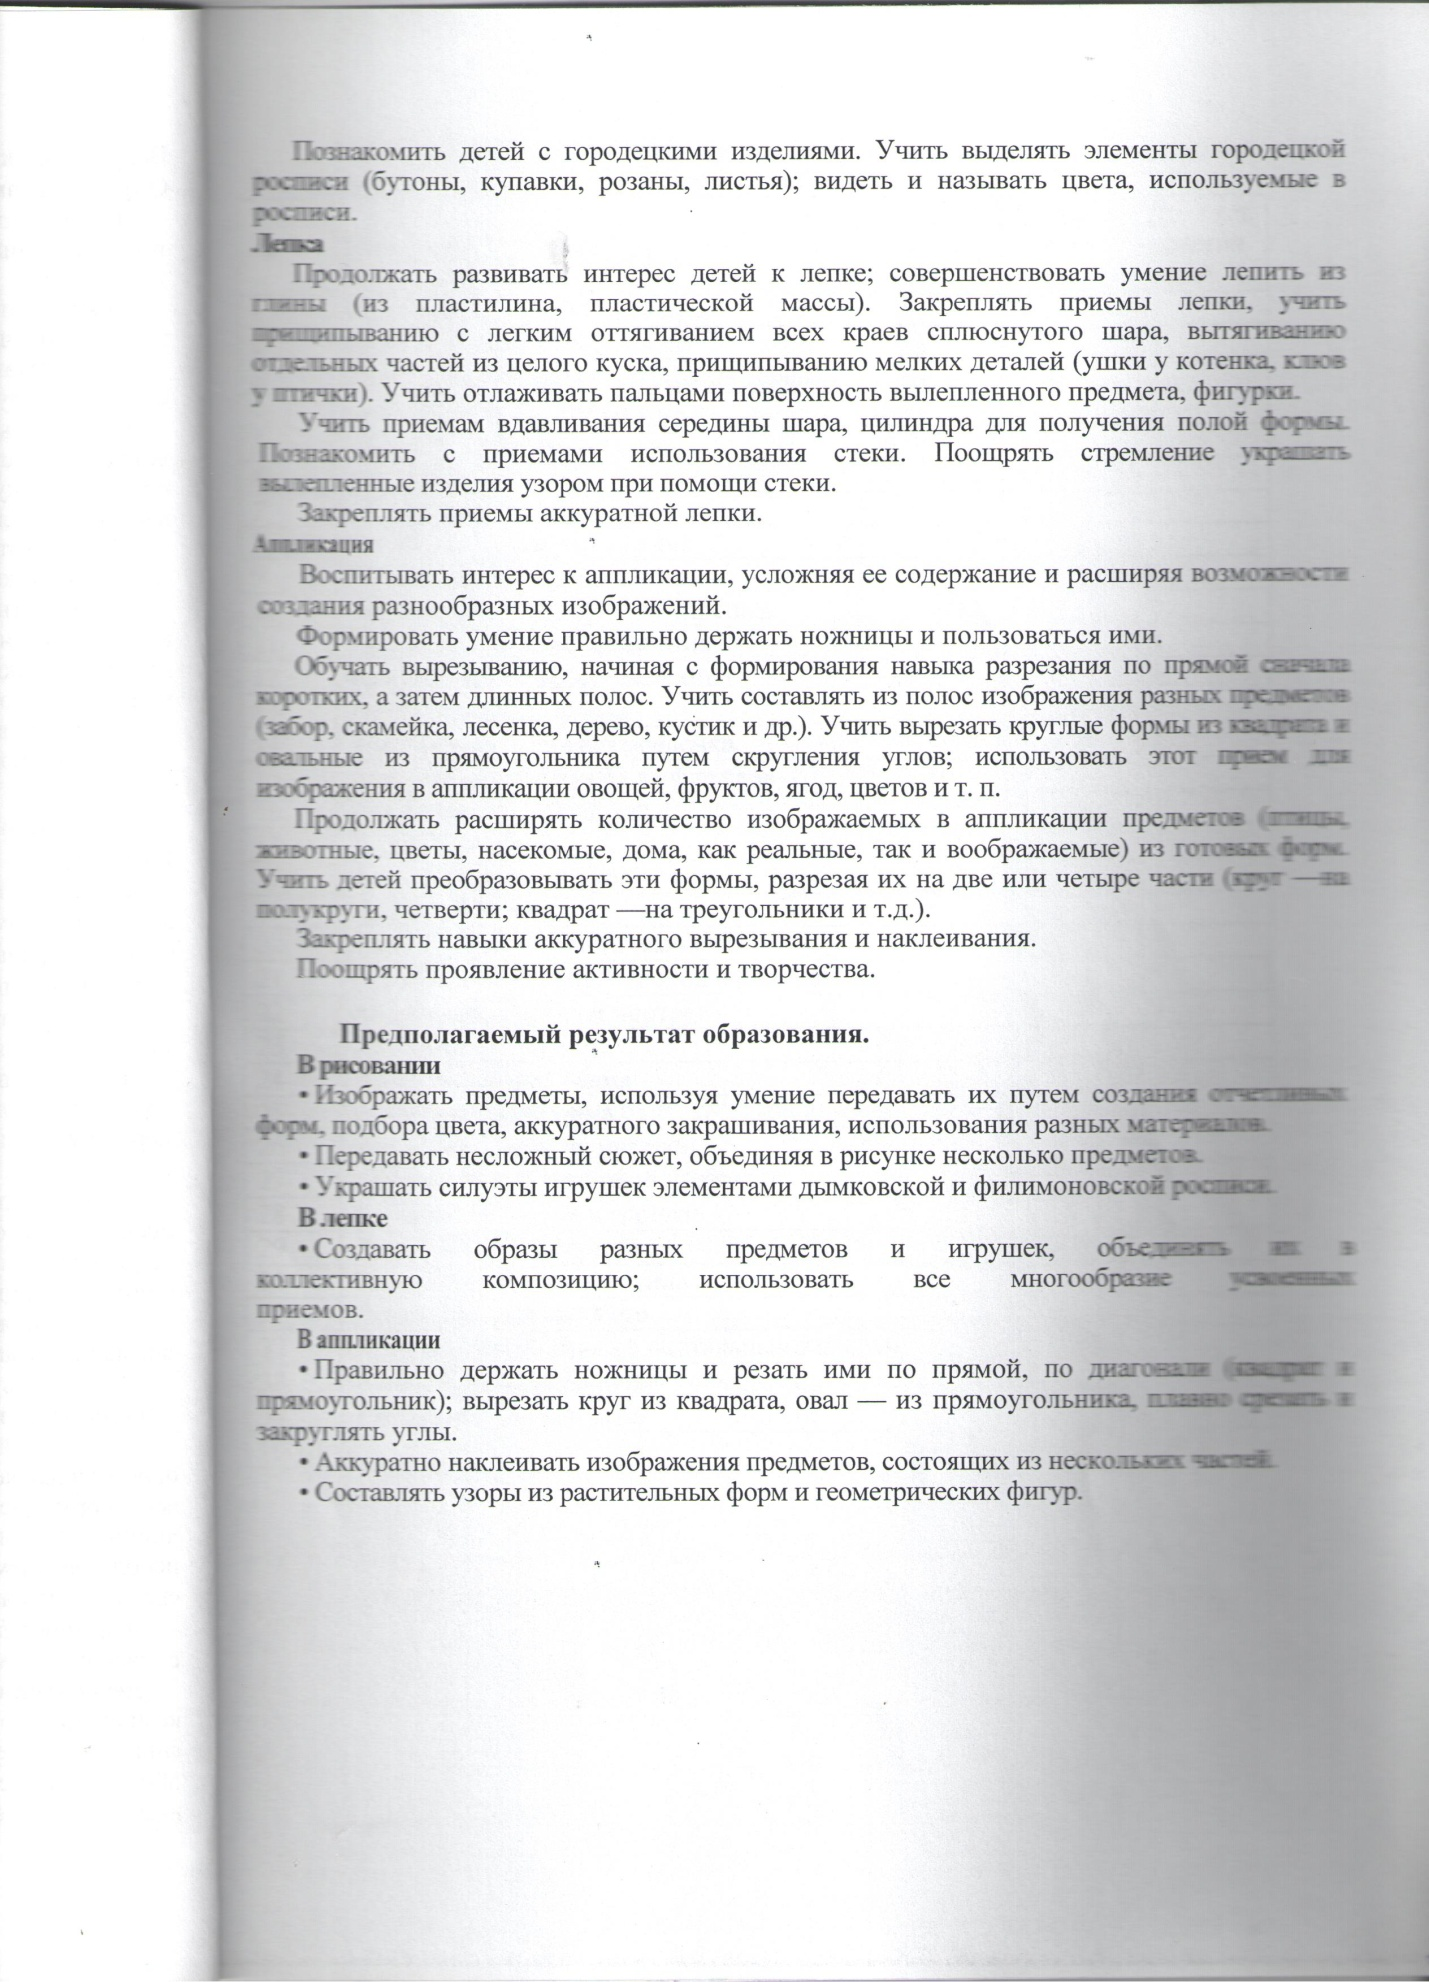 Познакомить детей с городецкими изделиями. Учить выделять элементы городецкой
росписи (бутоны, купавки, розаны, листья); видеть и называть цвета, используемые в
росписи.
Лепка
Продолжать развивать интерес детей к лепке; совершенствовать умение лепить из
глины (из пластилина, пластической массы). Закреплять приемы лепки, учить
прищипыванию с легким оттягиванием всех краев сплюснутого шара, вытягиванию
отдельных частей из целого куска, прищипыванию мелких деталей (ушки у котенка, клюв
у птички). Учить отлаживать пальцами поверхность вылепленного предмета, фигурки.
Учить приемам вдавливания середины шара, цилиндра для получения полой формы.
Познакомить с приемами использования стеки. Поощрять стремление украшать
вылепленные изделия узором при помощи стеки.
Закреплять приемы аккуратной лепки.
Аппликация
Воспитывать интерес к аппликации, усложняя ее содержание и расширяя возможности
создания разнообразных изображений.
Формировать умение правильно держать ножницы и пользоваться ими.
Обучать вырезыванию, начиная с формирования навыка разрезания по прямой сначала
коротких, а затем длинных полос. Учить составлять из полос изображения разных предметов
(забор, скамейка, лесенка, дерево, кустик и др.). Учить вырезать круглые формы из квадрата и
овальные из прямоугольника путем скругления углов; использовать этот прием для
изображения в аппликации овощей, фруктов, ягод, цветов и т. п.
Продолжать расширять количество изображаемых в аппликации предметов (птицы,
животные, цветы, насекомые, дома, как реальные, так и воображаемые) из готовых форм.
Учить детей преобразовывать эти формы, разрезая их на две или четыре части (круг —на
полукруги, четверти; квадрат —на треугольники и т.д.).
Закреплять навыки аккуратного вырезывания и наклеивания.
Поощрять проявление активности и творчества.
Предполагаемый результат образования.
В рисовании
• Изображать предметы, используя умение передавать их путем создания отчетливых
форм, подбора цвета, аккуратного закрашивания, использования разных материалов.
• Передавать несложный сюжет, объединяя в рисунке несколько предметов.
• Украшать силуэты игрушек элементами дымковской и филимоновской росписи.
В лепке
• Создавать образы разных предметов и игрушек, объединять их в
коллективную композицию; использовать все многообразие усвоенных
приемов.
В аппликации
• Правильно держать ножницы и резать ими по прямой, по диагонали (квадрат и
прямоугольник); вырезать круг из квадрата, овал — из прямоугольника, плавно срезать и
закруглять углы.
• Аккуратно наклеивать изображения предметов, состоящих из нескольких частей.
• Составлять узоры из растительных форм и геометрических фигур.